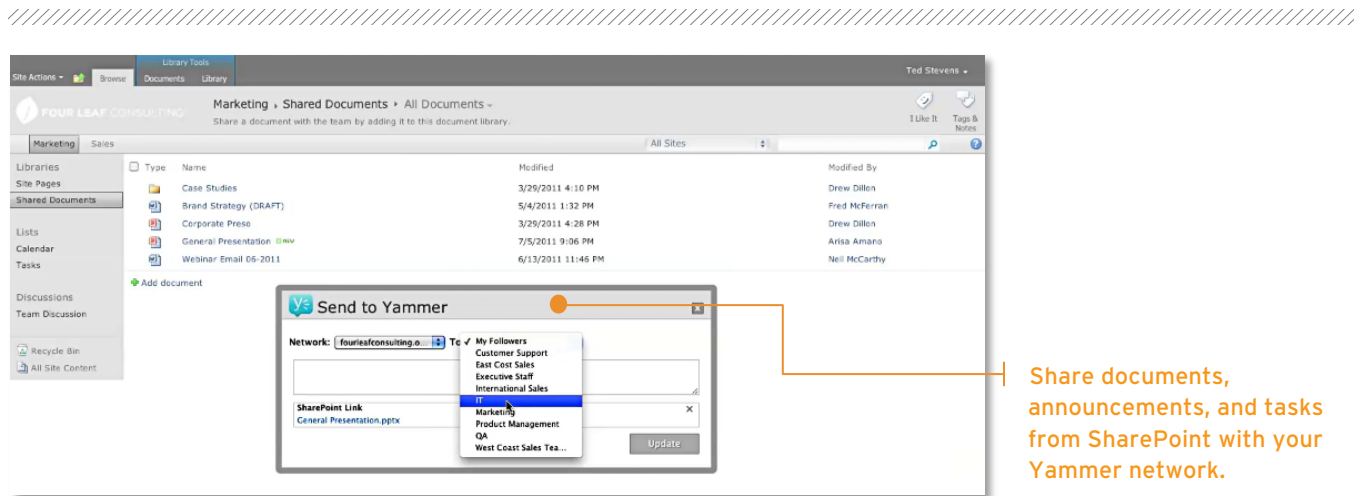 Library Tools
Site Actions
Browse
Documents
Library
Ted Stevens
FOUR LEAF CONSULTING
Marketing
Shared Documents
All Documents
Share a document with the team by adding it to this document library.
I Like It
Tags &
Notes
Marketing
Sales
All Sites
Libraries
Site Pages
Shared Documents
Lists
Calendar
Tasks
Discussions
Team Discussion
Recycle Bin
All Site Content
Type Name Modified Modified By
Case Studies 3/29/2011 4:10 PM Drew Dillon
Brand Strategy (DRAFT) 5/4/2011 1:32 PM Fred McFerran
Corporate Preso 3/29/2011 4:28 PM Drew Dillon
General Presentation NEW 7/5/2011 9:06 PM Arisa Amano
Webinar Email 06-2011 6/13/2011 11:46 PM Neil McCarthy
Add document
Send to Yammer
Network: fourleafconsulting.o... To
My Followers
Customer Support
East Cost Sales
Executive Staff
International Sales
IT
Marketing
Product Management
QA
West Coast Sales Tea...
SharePoint Link
General Presentation.pptx
Update
Share documents,
announcements, and tasks
from SharePoint with your
Yammer network.